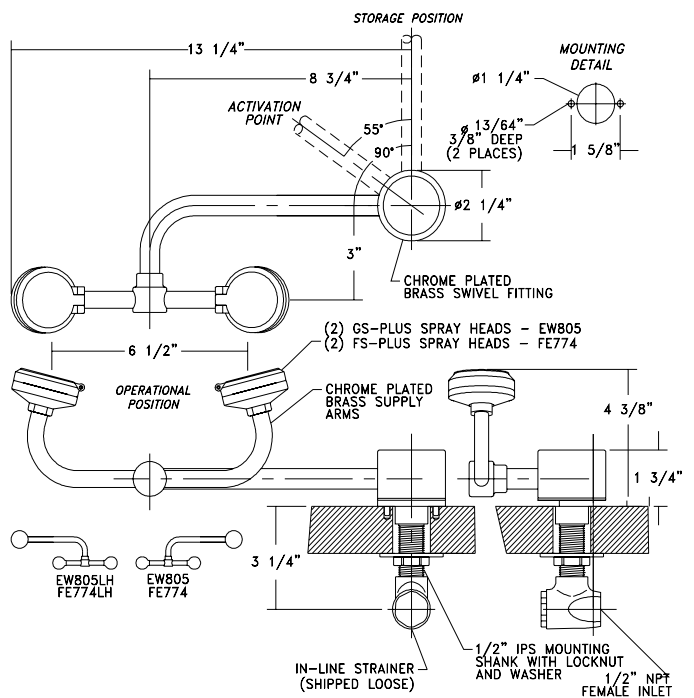 STORAGE POSITION
13 1/4"
8 3/4"
MOUNTING
DETAIL
ø1 1/4"
ACTIVATION
POINT
55°
90°
ø 13/64"
3/8" DEEP
(2 PLACES)
1 5/8"
ø2 1/4"
3"
CHROME PLATED
BRASS SWIVEL FITTING
(2) GS-PLUS SPRAY HEADS - EW805
(2) FS-PLUS SPRAY HEADS - FE774
6 1/2"
OPERATIONAL
POSITION
CHROME PLATED
BRASS SUPPLY
ARMS
4 3/8"
1 3/4"
3 1/4"
EW805LH
FE774LH
EW805
FE774
IN-LINE STRAINER
(SHIPPED LOOSE)
1/2" IPS MOUNTING
SHANK WITH LOCKNUT
AND WASHER
1/2" NPT
FEMALE INLET